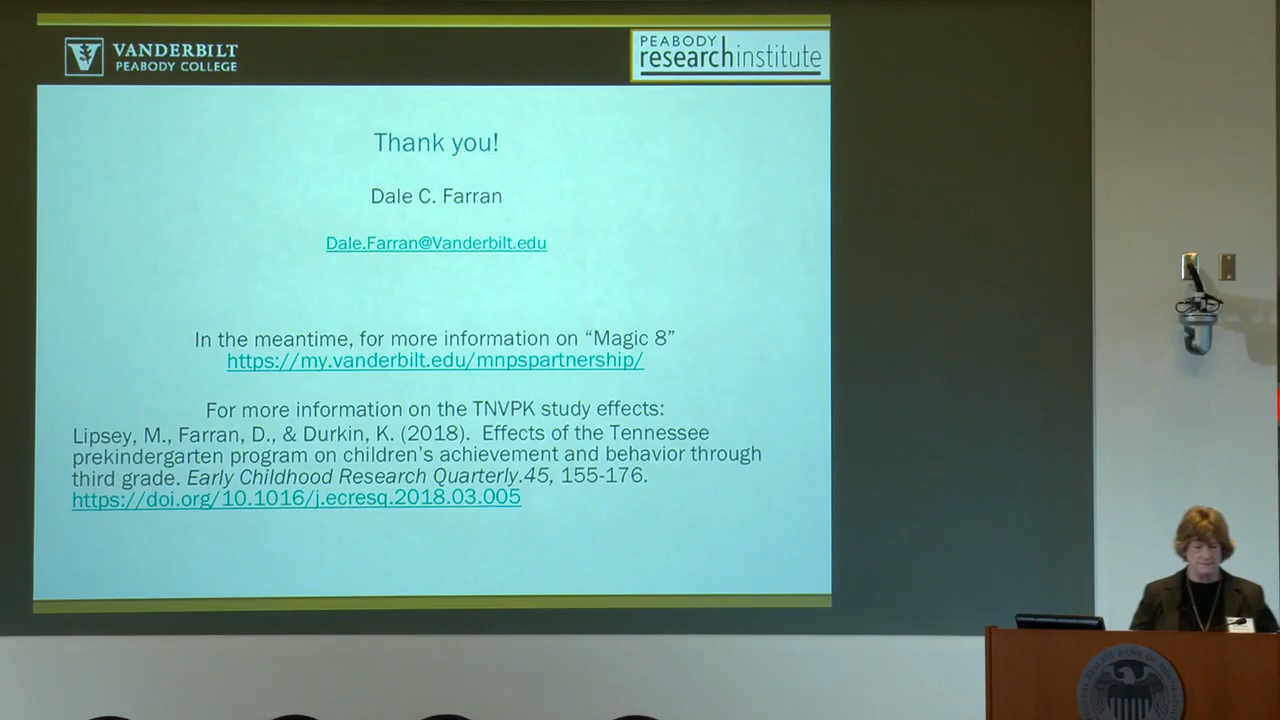 VANDERBILT
PEABODY COLLEGE
PEABODY
researchinstitute
Thank you!
Dale C. Farran
Dale.Farran@Vanderbilt.edu
In the meantime, for more information on “Magic 8”
https://my.vanderbilt.edu/mnpspartnership/
For more information on the TNVPK study effects:
Lipsey, M., Farran, D., & Durkin, K. (2018).  Effects of the Tennessee
prekindergarten program on children’s achievement and behavior through
third grade. Early Childhood Research Quarterly.45, 155-176.
https://doi.org/10.1016/j.ecresq.2018.03.005